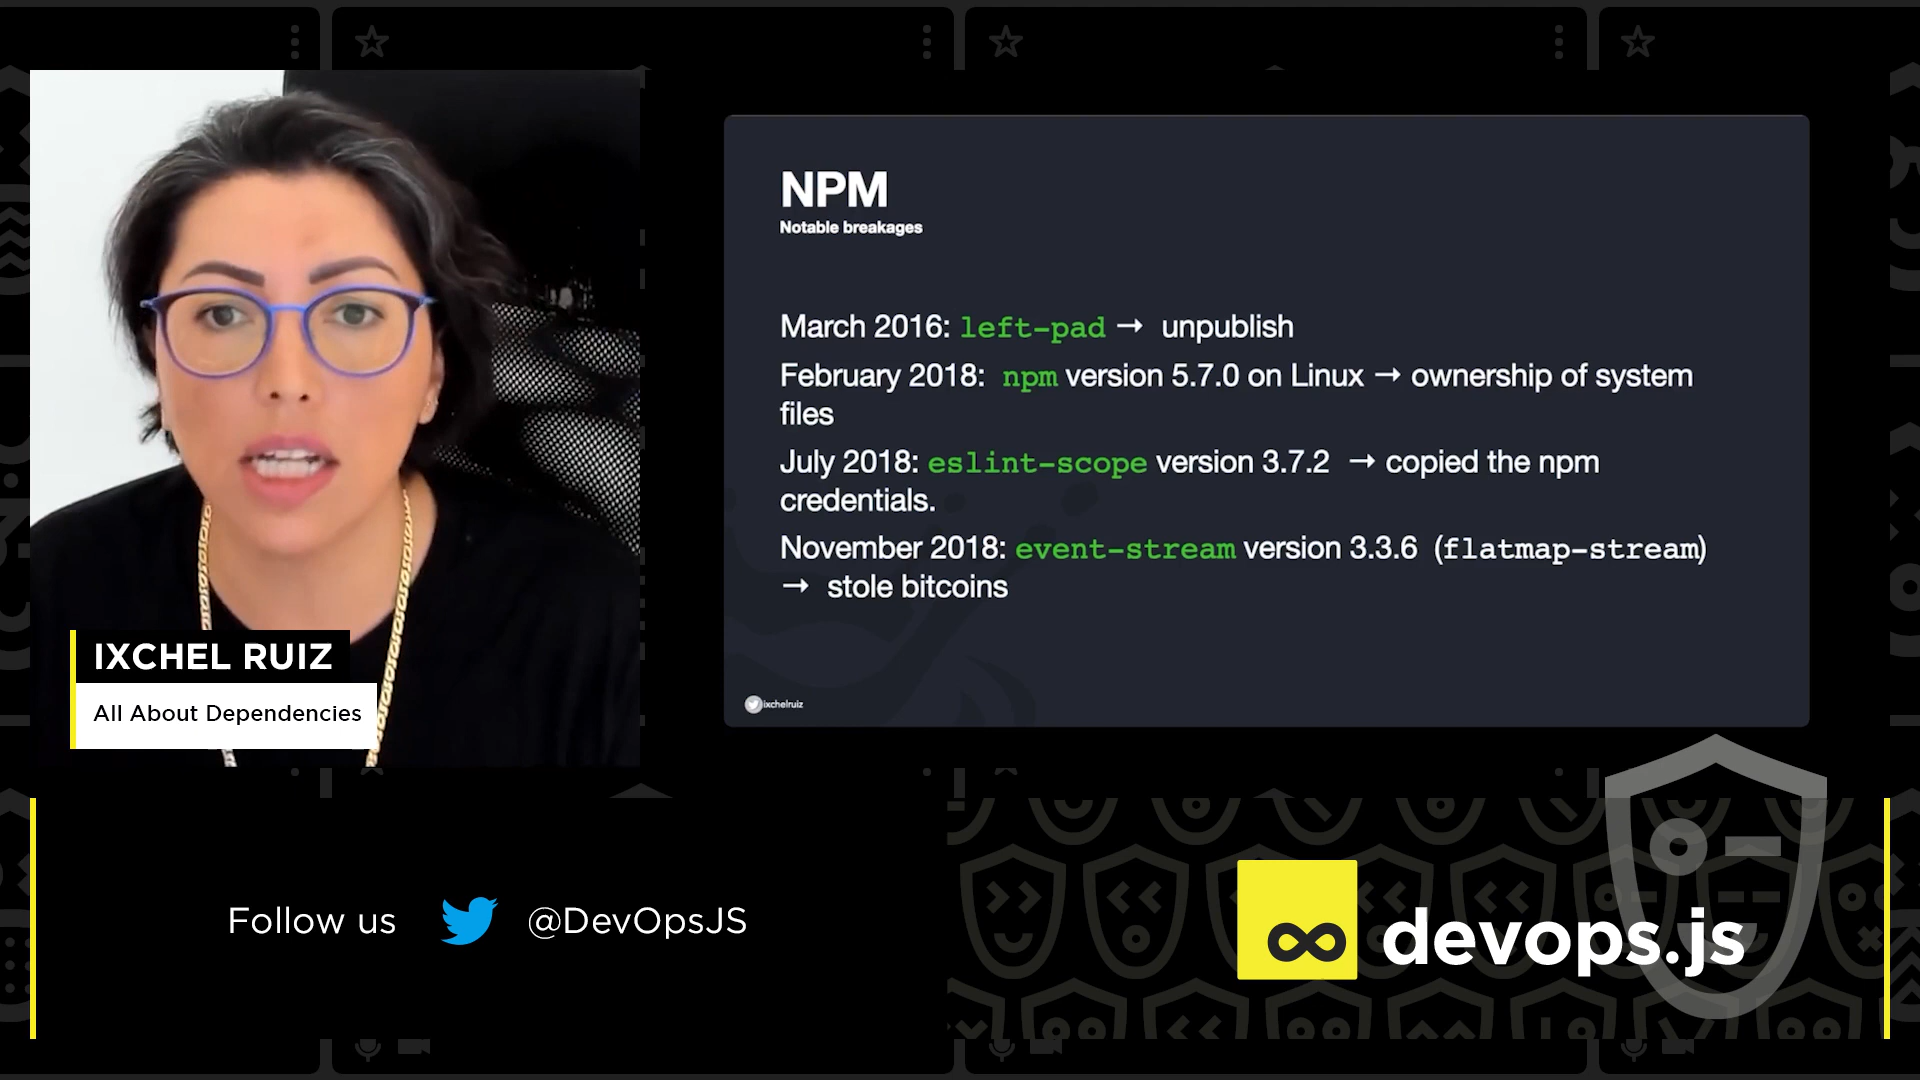 NPM
Notable breakages
March 2016: left-pad → unpublish
February 2018: npm version 5.7.0 on Linux → ownership of system
files
July 2018: eslint-scope version 3.7.2 → copied the npm
credentials.
November 2018: event-stream version 3.3.6 (flatmap-stream)
→ stole bitcoins
ixchelruiz
IXCHEL RUIZ
All About Dependencies
Follow us @DevOpsJS
devops.js